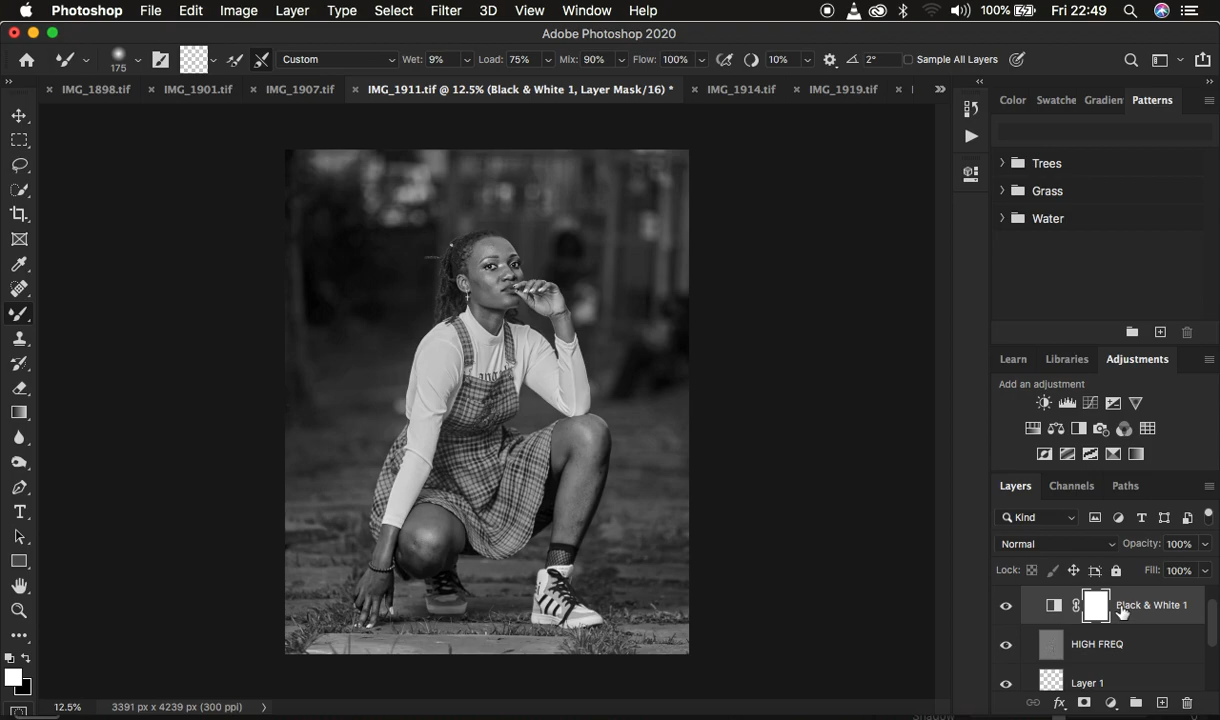 Photoshop File Edit Image Layer Type Select Filter 3D View Window Help 100% Fri 22:49
Adobe Photoshop 2020
175 Custom Wet: 9% Load: 75% Mix: 90% Flow: 100% 10% 2° Sample All Layers
IMG_1898.tif IMG_1901.tif IMG_1907.tif IMG_1911.tif @ 12.5% (Black & White 1, Layer Mask/16) * IMG_1914.tif IMG_1919.tif
Color Swatche Gradien Patterns
Trees
Grass
Water
Learn Libraries Adjustments
Add an adjustment
Layers Channels Paths
Kind
Normal Opacity: 100%
Lock: Fill: 100%
Black & White 1
HIGH FREQ
Layer 1
12.5% 3391 px x 4239 px (300 ppi)